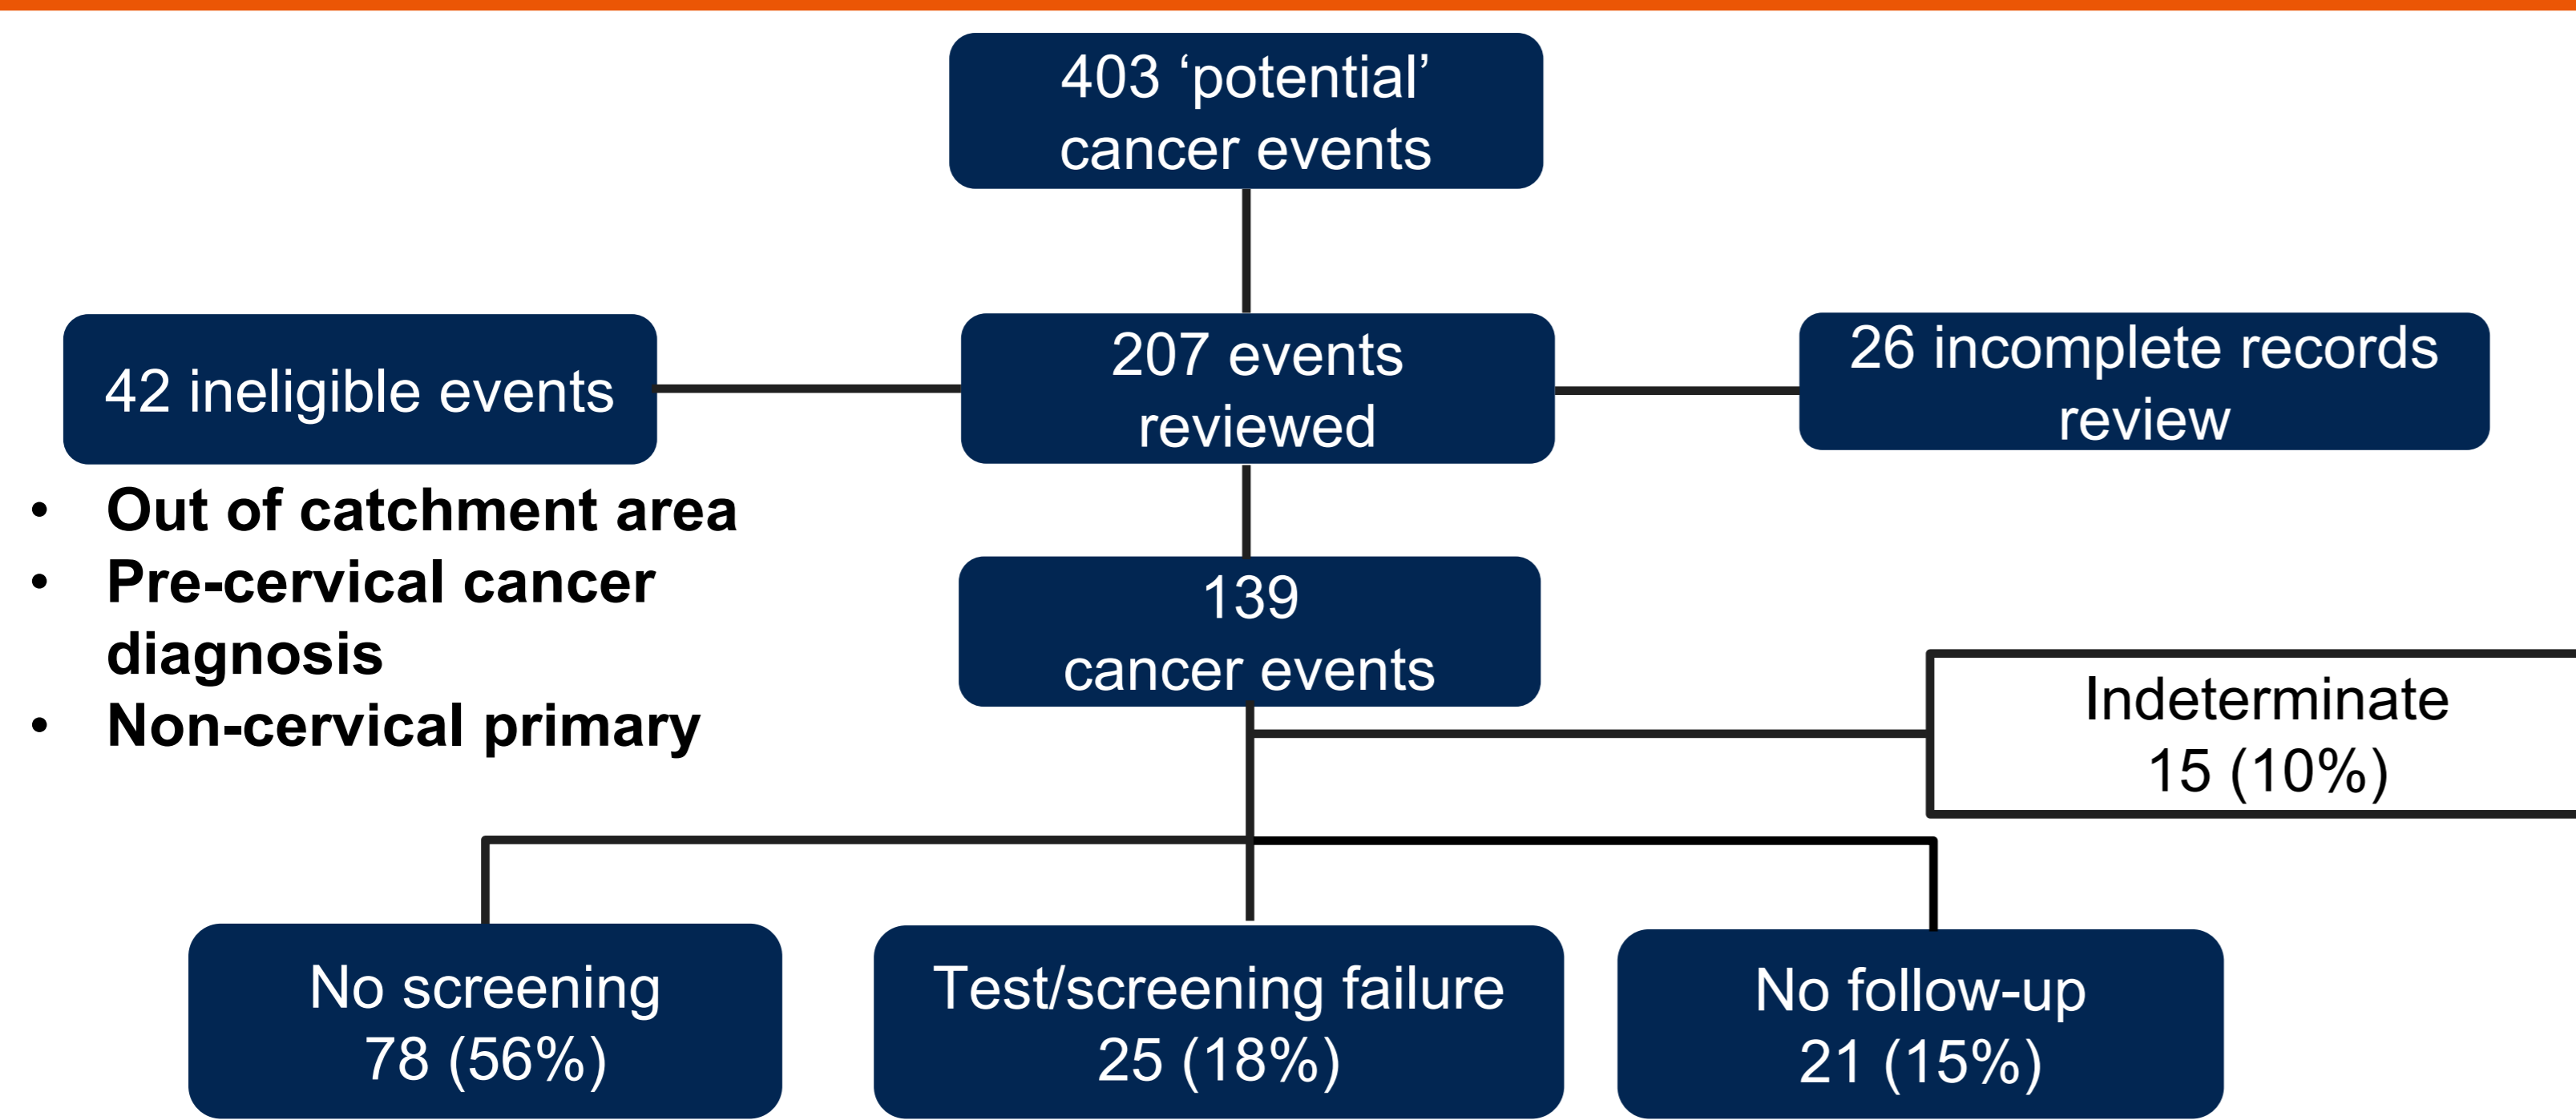 403 ‘potential’
cancer events
42 ineligible events
207 events
reviewed
26 incomplete records
review
• Out of catchment area
• Pre-cervical cancer
diagnosis
• Non-cervical primary
139
cancer events
Indeterminate
15 (10%)
No screening
78 (56%)
Test/screening failure
25 (18%)
No follow-up
21 (15%)